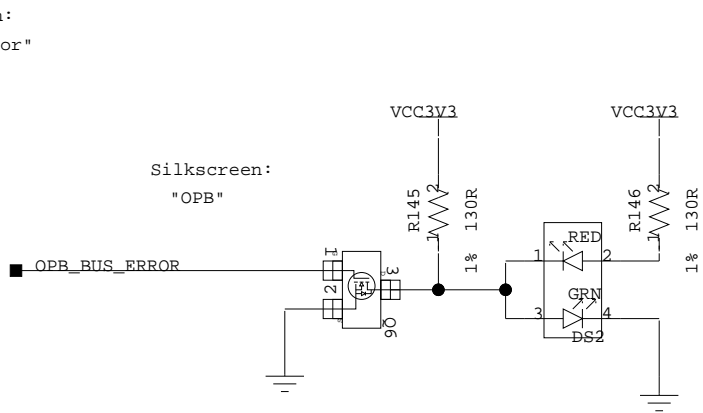 n:
or"
VCC3V3
VCC3V3
Silkscreen:
"OPB"
R145
2
1
130R
1%
R146
2
1
130R
1%
OPB_BUS_ERROR
1
2
3
Q6
RED
1
2
GRN
3
4
DS2